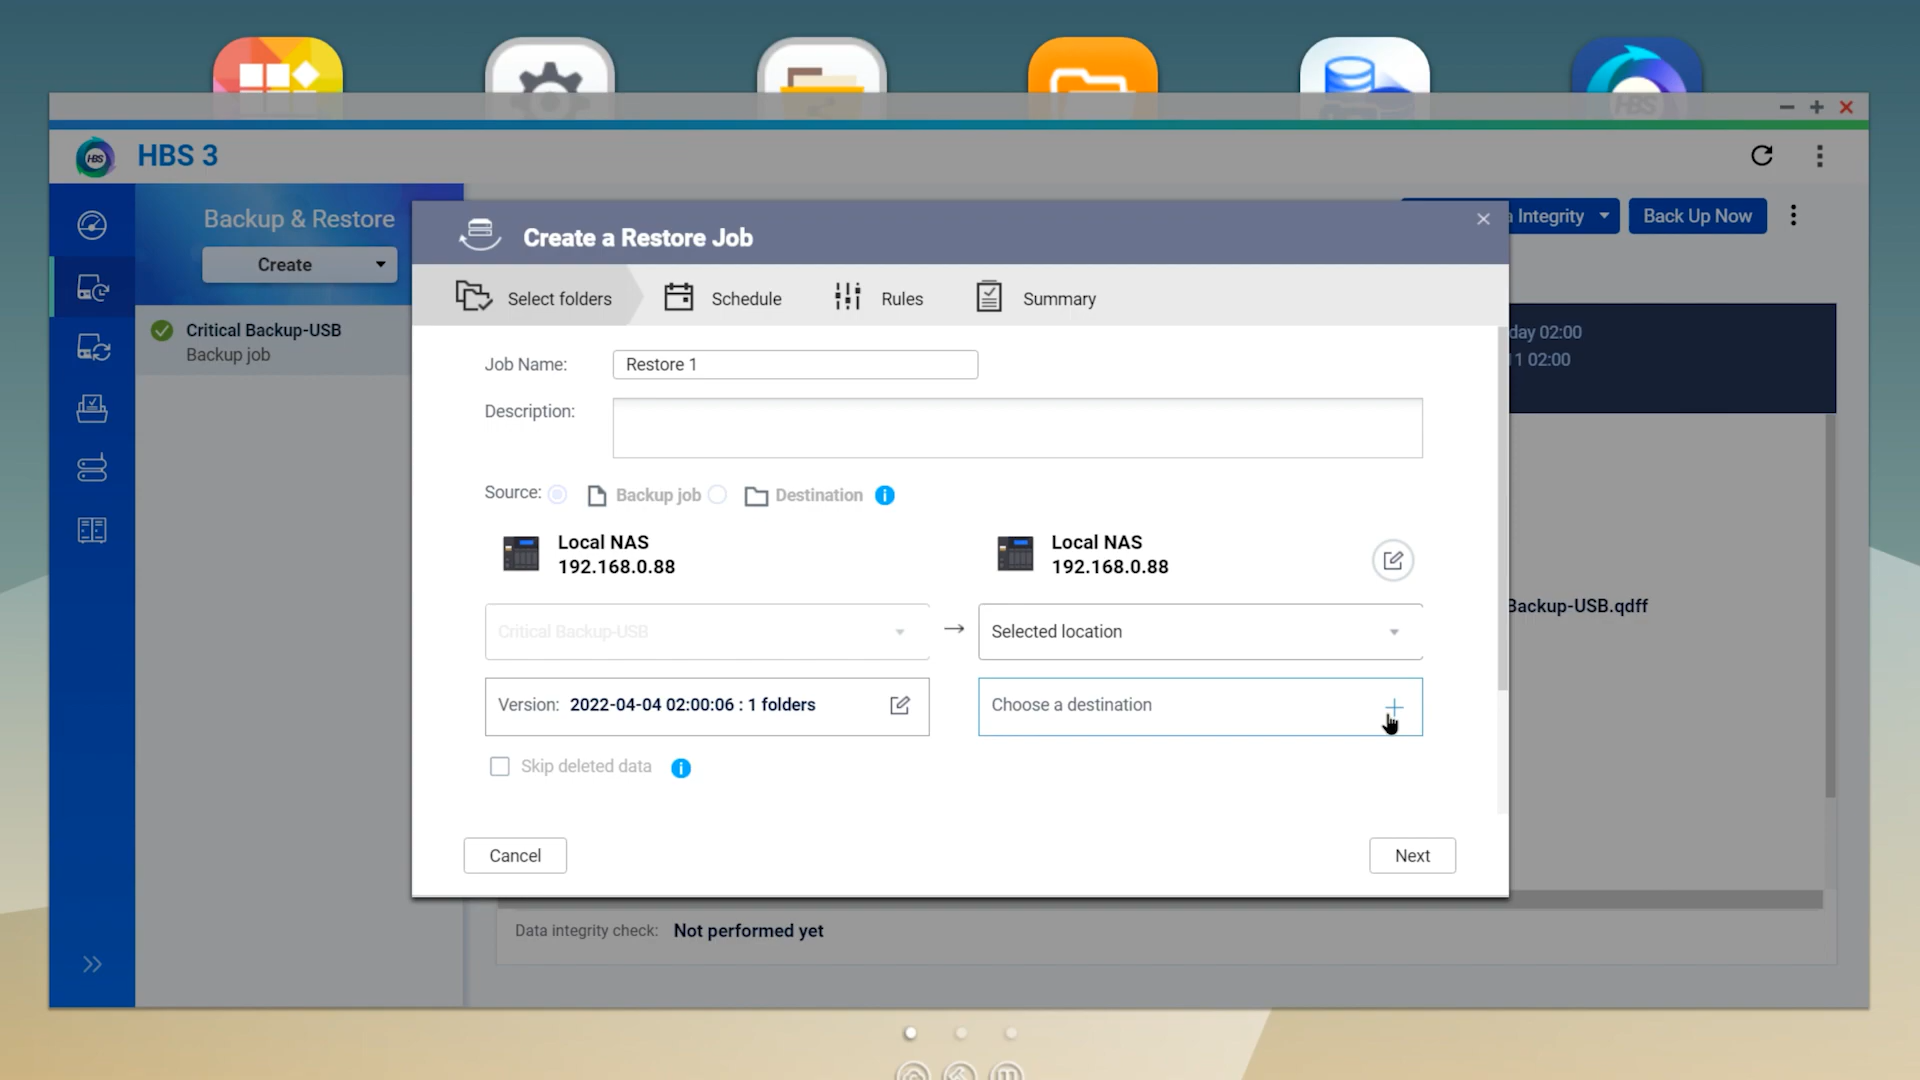 HBS
HBS
HBS 3
Backup & Restore
Create
Integrity
Back Up Now
Create a Restore Job
Select folders
Schedule
Rules
Summary
Critical Backup-USB
Backup job
day 02:00
11 02:00
Job Name:
Restore 1
Description:
Source:
Backup job
Destination
Local NAS
192.168.0.88
Local NAS
192.168.0.88
Critical Backup-USB
Selected location
Backup-USB.qdff
Version: 2022-04-04 02:00:06 : 1 folders
Choose a destination
Skip deleted data
Cancel
Next
Data integrity check: Not performed yet